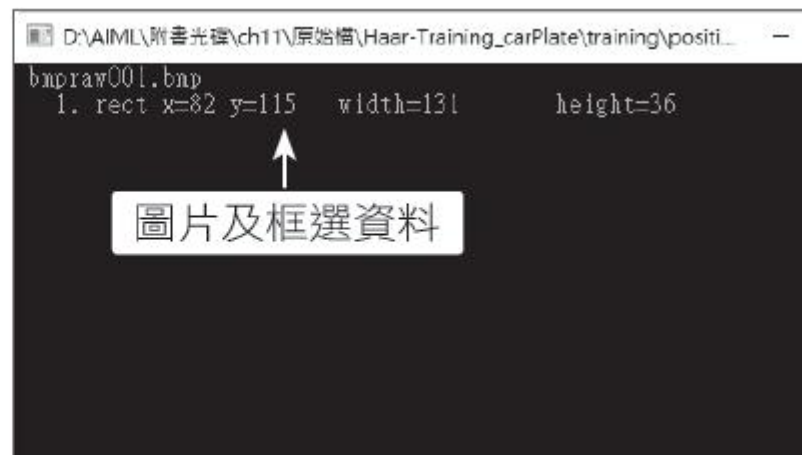 D:\AIML\附書光碟\ch11\原始檔\Haar-Training_carPlate\training\positi...
bmpraw001.bmp
1. rect x=82 y=115 width=131 height=36
圖片及框選資料